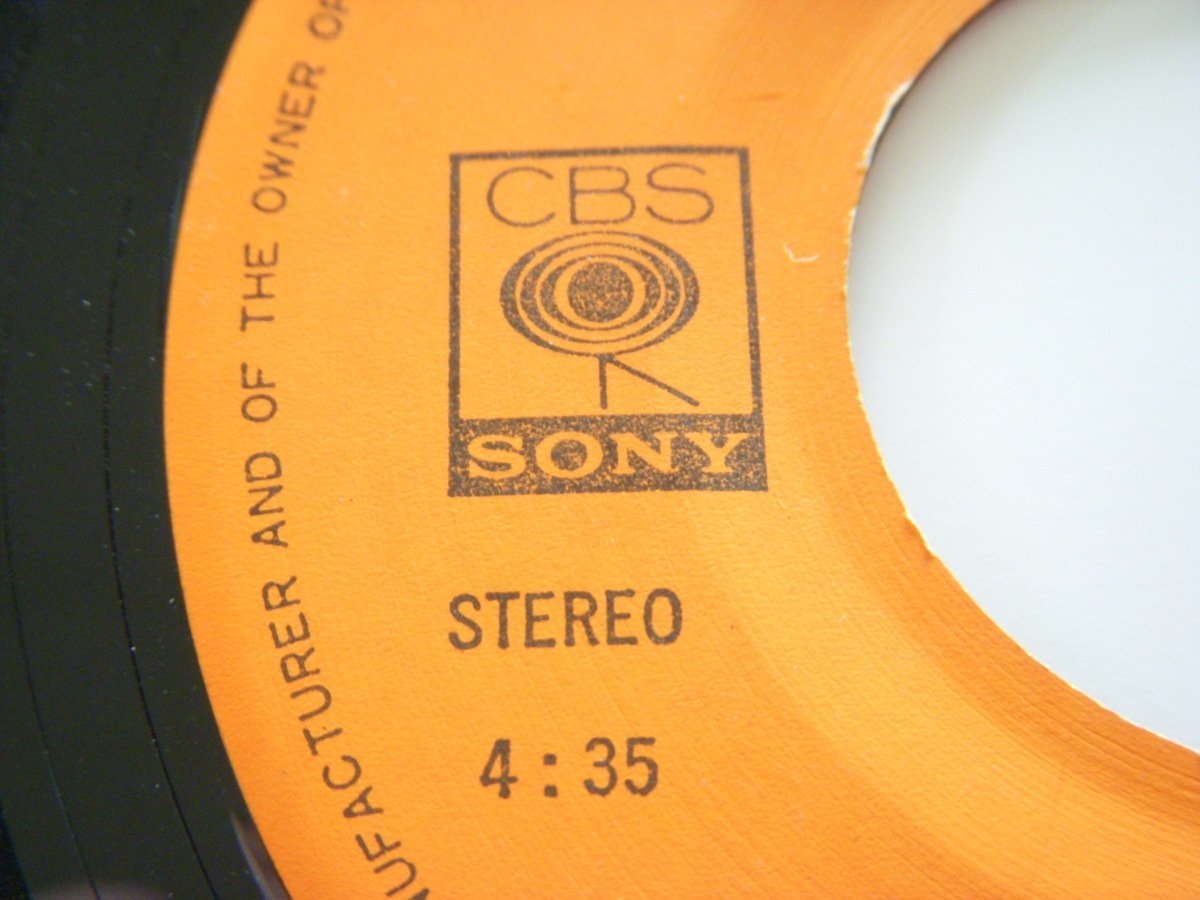 CBS
SONY
STEREO
4:35
UFACTURER AND OF THE OWNER OF